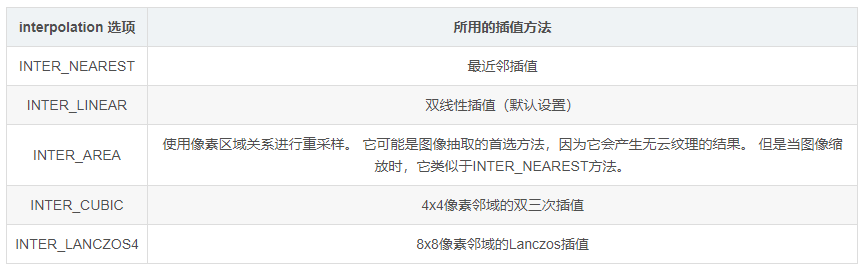 interpolation 选项 所用的插值方法
INTER_NEAREST 最近邻插值
INTER_LINEAR 双线性插值（默认设置）
INTER_AREA 使用像素区域关系进行重采样。 它可能是图像抽取的首选方法，因为它会产生无云纹理的结果。 但是当图像缩
放时，它类似于INTER_NEAREST方法。
INTER_CUBIC 4x4像素邻域的双三次插值
INTER_LANCZOS4 8x8像素邻域的Lanczos插值